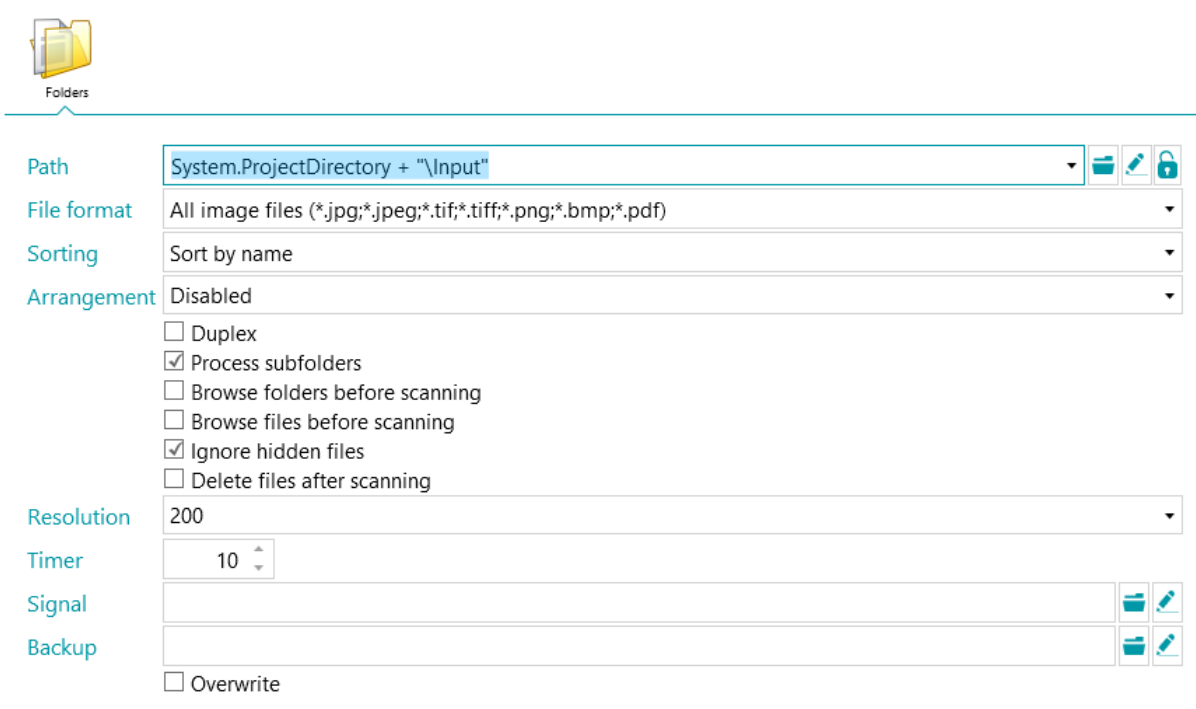 Folders
Path System.ProjectDirectory + "\Input"
File format All image files (*.jpg;*.jpeg;*.tif;*.tiff;*.png;*.bmp;*.pdf)
Sorting Sort by name
Arrangement Disabled
Duplex
Process subfolders
Browse folders before scanning
Browse files before scanning
Ignore hidden files
Delete files after scanning
Resolution 200
Timer 10
Signal
Backup
Overwrite